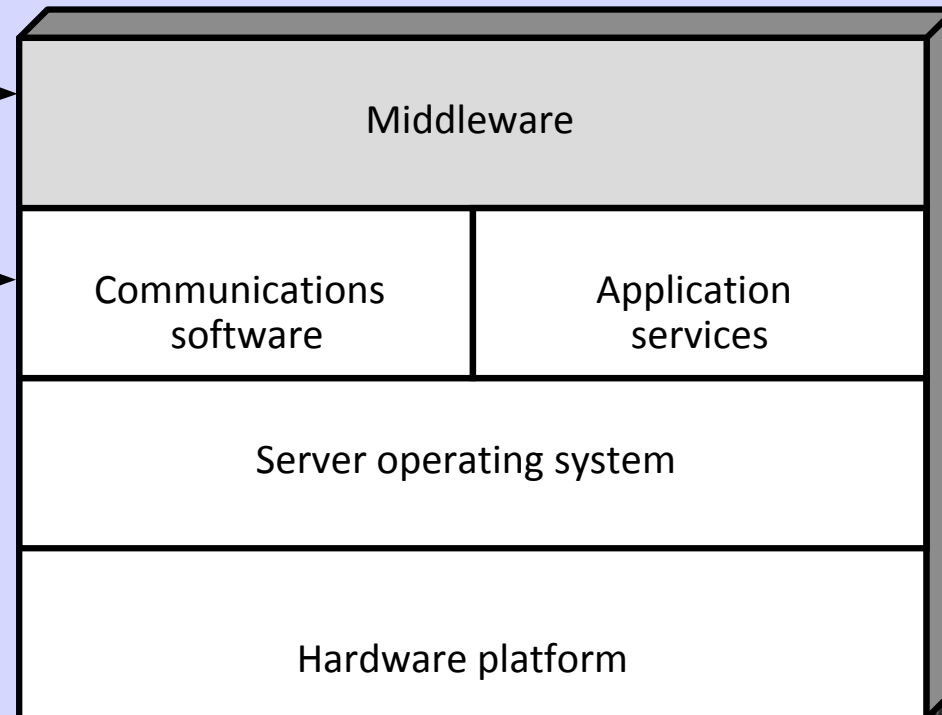 Middleware
Communications
software
Application
services
Server operating system
Hardware platform